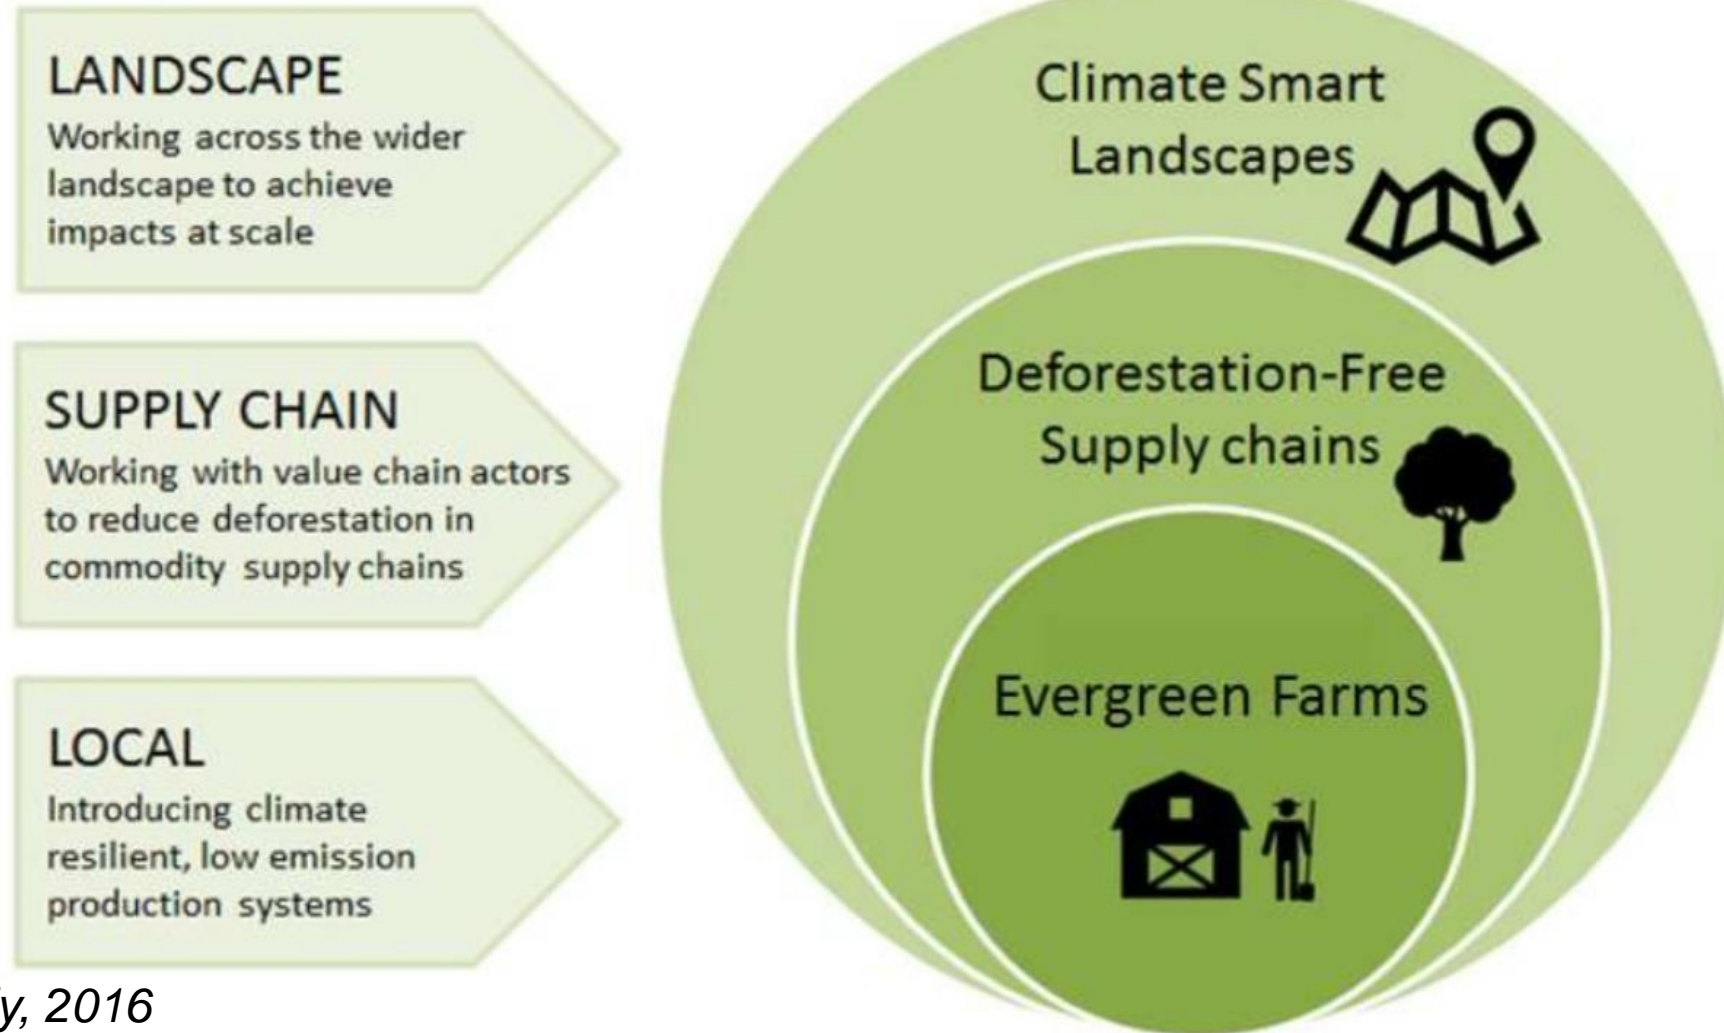 LANDSCAPE
Working across the wider
landscape to achieve
impacts at scale
SUPPLY CHAIN
Working with value chain actors
to reduce deforestation in
commodity supply chains
LOCAL
Introducing climate
resilient, low emission
production systems
Climate Smart
Landscapes
Deforestation-Free
Supply chains
Evergreen Farms
2016